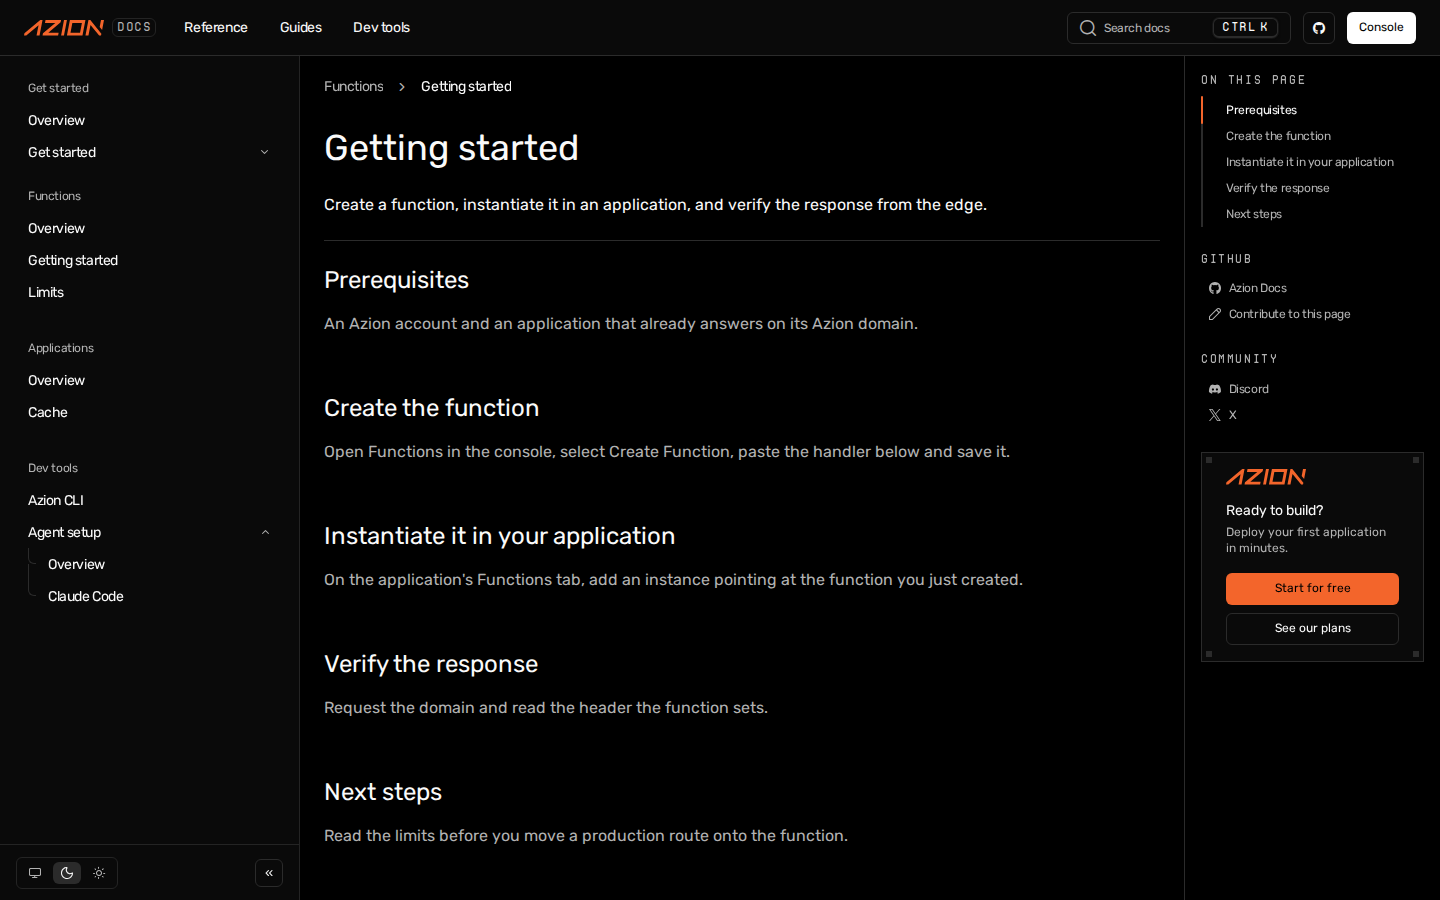 AZION DOCS Reference Guides Dev tools Search docs CTRL K Console
Get started
Overview
Get started
Functions
Overview
Getting started
Limits
Applications
Overview
Cache
Dev tools
Azion CLI
Agent setup
Overview
Claude Code
Functions > Getting started
Getting started
Create a function, instantiate it in an application, and verify the response from the edge.
Prerequisites
An Azion account and an application that already answers on its Azion domain.
Create the function
Open Functions in the console, select Create Function, paste the handler below and save it.
Instantiate it in your application
On the application's Functions tab, add an instance pointing at the function you just created.
Verify the response
Request the domain and read the header the function sets.
Next steps
Read the limits before you move a production route onto the function.
ON THIS PAGE
Prerequisites
Create the function
Instantiate it in your application
Verify the response
Next steps
GITHUB
Azion Docs
Contribute to this page
COMMUNITY
Discord
X
AZION
Ready to build?
Deploy your first application
in minutes.
Start for free
See our plans